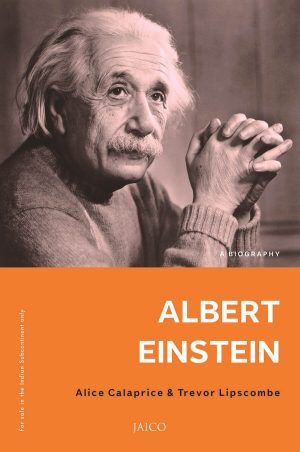 A BIOGRAPHY
ALBERT
EINSTEIN
Alice Calaprice & Trevor Lipscombe
For sale in the Indian Subcontinent only
JAICO